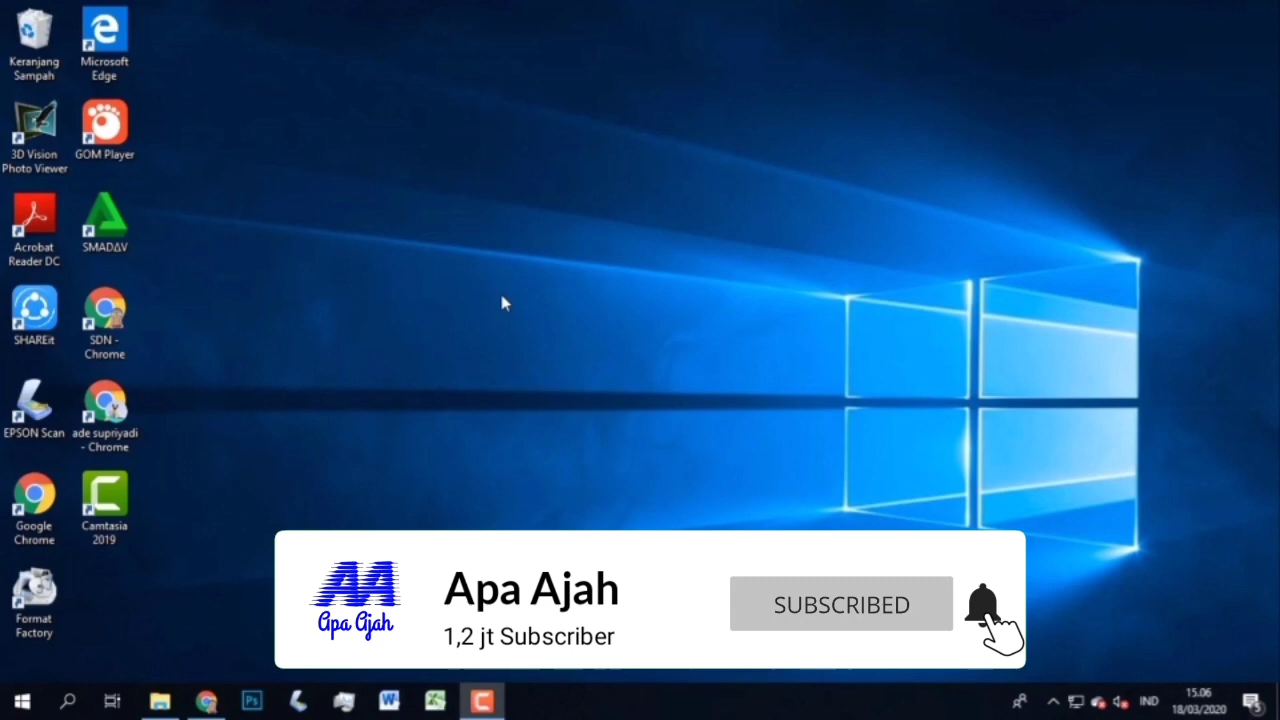 Keranjang
Sampah
Microsoft
Edge
3D Vision
Photo Viewer
GOM Player
Acrobat
Reader DC
SMADΔV
SHAREit
SDN -
Chrome
EPSON Scan
ade supriyadi
- Chrome
Google
Chrome
Camtasia
2019
Format
Factory
AA
Apa Ajah
Apa Ajah
1,2 jt Subscriber
SUBSCRIBED
Ps
IND
15.06
18/03/2020